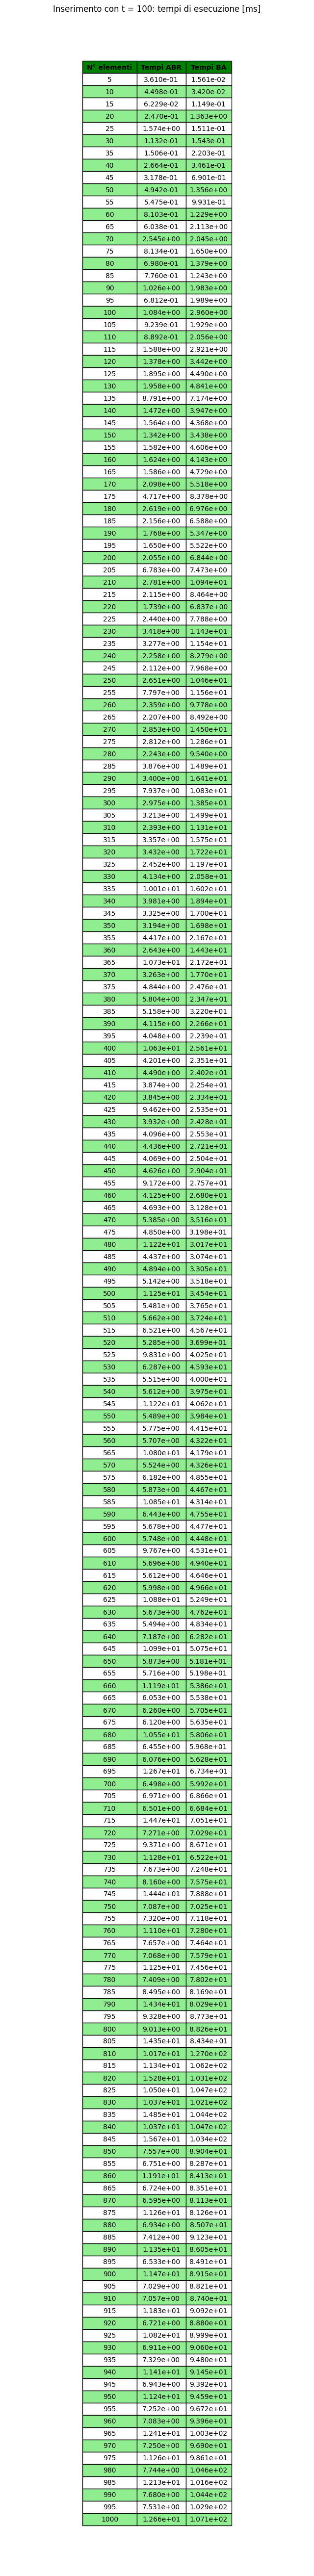 Inserimento con t = 100: tempi di esecuzione [ms]
N° elementi Tempi ABR Tempi BA
5 3.610e-01 1.561e-02
10 4.498e-01 3.420e-02
15 6.229e-02 1.149e-01
20 2.470e-01 1.363e+00
25 1.574e+00 1.511e-01
30 1.132e-01 1.543e-01
35 1.506e-01 2.203e-01
40 2.664e-01 3.461e-01
45 3.178e-01 6.901e-01
50 4.942e-01 1.356e+00
55 5.475e-01 9.931e-01
60 8.103e-01 1.229e+00
65 6.038e-01 2.113e+00
70 2.545e+00 2.045e+00
75 8.134e-01 1.650e+00
80 6.980e-01 1.379e+00
85 7.760e-01 1.243e+00
90 1.026e+00 1.983e+00
95 6.812e-01 1.989e+00
100 1.084e+00 2.960e+00
105 9.239e-01 1.929e+00
110 8.892e-01 2.056e+00
115 1.588e+00 2.921e+00
120 1.378e+00 3.442e+00
125 1.895e+00 4.490e+00
130 1.958e+00 4.841e+00
135 8.791e+00 7.174e+00
140 1.472e+00 3.947e+00
145 1.564e+00 4.368e+00
150 1.342e+00 3.438e+00
155 1.582e+00 4.606e+00
160 1.624e+00 4.143e+00
165 1.586e+00 4.729e+00
170 2.098e+00 5.518e+00
175 4.717e+00 8.378e+00
180 2.619e+00 6.976e+00
185 2.156e+00 6.588e+00
190 1.768e+00 5.347e+00
195 1.650e+00 5.522e+00
200 2.055e+00 6.844e+00
205 6.783e+00 7.473e+00
210 2.781e+00 1.094e+01
215 2.115e+00 8.464e+00
220 1.739e+00 6.837e+00
225 2.440e+00 7.788e+00
230 3.418e+00 1.143e+01
235 3.277e+00 1.154e+01
240 2.258e+00 8.279e+00
245 2.112e+00 7.968e+00
250 2.651e+00 1.046e+01
255 7.797e+00 1.156e+01
260 2.359e+00 9.778e+00
265 2.207e+00 8.492e+00
270 2.853e+00 1.450e+01
275 2.812e+00 1.286e+01
280 2.243e+00 9.540e+00
285 3.876e+00 1.489e+01
290 3.400e+00 1.641e+01
295 7.937e+00 1.083e+01
300 2.975e+00 1.385e+01
305 3.213e+00 1.499e+01
310 2.393e+00 1.131e+01
315 3.357e+00 1.575e+01
320 3.432e+00 1.722e+01
325 2.452e+00 1.197e+01
330 4.134e+00 2.058e+01
335 1.001e+01 1.602e+01
340 3.981e+00 1.894e+01
345 3.325e+00 1.700e+01
350 3.194e+00 1.698e+01
355 4.417e+00 2.167e+01
360 2.643e+00 1.443e+01
365 1.073e+01 2.172e+01
370 3.263e+00 1.770e+01
375 4.844e+00 2.476e+01
380 5.804e+00 2.347e+01
385 5.158e+00 3.220e+01
390 4.115e+00 2.266e+01
395 4.048e+00 2.239e+01
400 1.063e+01 2.561e+01
405 4.201e+00 2.351e+01
410 4.490e+00 2.402e+01
415 3.874e+00 2.254e+01
420 3.845e+00 2.334e+01
425 9.462e+00 2.535e+01
430 3.932e+00 2.428e+01
435 4.096e+00 2.553e+01
440 4.436e+00 2.721e+01
445 4.069e+00 2.504e+01
450 4.626e+00 2.904e+01
455 9.172e+00 2.757e+01
460 4.125e+00 2.680e+01
465 4.693e+00 3.128e+01
470 5.385e+00 3.516e+01
475 4.850e+00 3.198e+01
480 1.122e+01 3.017e+01
485 4.437e+00 3.074e+01
490 4.894e+00 3.305e+01
495 5.142e+00 3.518e+01
500 1.125e+01 3.454e+01
505 5.481e+00 3.765e+01
510 5.662e+00 3.724e+01
515 6.521e+00 4.567e+01
520 5.285e+00 3.699e+01
525 9.831e+00 4.025e+01
530 6.287e+00 4.593e+01
535 5.515e+00 4.000e+01
540 5.612e+00 3.975e+01
545 1.122e+01 4.062e+01
550 5.489e+00 3.984e+01
555 5.775e+00 4.415e+01
560 5.707e+00 4.322e+01
565 1.080e+01 4.179e+01
570 5.524e+00 4.326e+01
575 6.182e+00 4.855e+01
580 5.873e+00 4.467e+01
585 1.085e+01 4.314e+01
590 6.443e+00 4.755e+01
595 5.678e+00 4.477e+01
600 5.748e+00 4.448e+01
605 9.767e+00 4.531e+01
610 5.696e+00 4.940e+01
615 5.612e+00 4.646e+01
620 5.998e+00 4.966e+01
625 1.088e+01 5.249e+01
630 5.673e+00 4.762e+01
635 5.494e+00 4.834e+01
640 7.187e+00 6.282e+01
645 1.099e+01 5.075e+01
650 5.873e+00 5.181e+01
655 5.716e+00 5.198e+01
660 1.119e+01 5.386e+01
665 6.053e+00 5.538e+01
670 6.260e+00 5.705e+01
675 6.120e+00 5.635e+01
680 1.055e+01 5.806e+01
685 6.455e+00 5.968e+01
690 6.076e+00 5.628e+01
695 1.267e+01 6.734e+01
700 6.498e+00 5.992e+01
705 6.971e+00 6.866e+01
710 6.501e+00 6.684e+01
715 1.447e+01 7.051e+01
720 7.271e+00 7.029e+01
725 9.371e+00 8.671e+01
730 1.128e+01 6.522e+01
735 7.673e+00 7.248e+01
740 8.160e+00 7.575e+01
745 1.444e+01 7.888e+01
750 7.087e+00 7.025e+01
755 7.320e+00 7.118e+01
760 1.110e+01 7.280e+01
765 7.657e+00 7.464e+01
770 7.068e+00 7.579e+01
775 1.125e+01 7.456e+01
780 7.409e+00 7.802e+01
785 8.495e+00 8.169e+01
790 1.434e+01 8.029e+01
795 9.328e+00 8.773e+01
800 9.013e+00 8.826e+01
805 1.435e+01 8.434e+01
810 1.017e+01 1.270e+02
815 1.134e+01 1.062e+02
820 1.528e+01 1.031e+02
825 1.050e+01 1.047e+02
830 1.037e+01 1.021e+02
835 1.485e+01 1.044e+02
840 1.037e+01 1.047e+02
845 1.567e+01 1.034e+02
850 7.557e+00 8.904e+01
855 6.751e+00 8.287e+01
860 1.191e+01 8.413e+01
865 6.724e+00 8.351e+01
870 6.595e+00 8.113e+01
875 1.126e+01 8.126e+01
880 6.934e+00 8.507e+01
885 7.412e+00 9.123e+01
890 1.135e+01 8.605e+01
895 6.533e+00 8.491e+01
900 1.147e+01 8.915e+01
905 7.029e+00 8.821e+01
910 7.057e+00 8.740e+01
915 1.183e+01 9.092e+01
920 6.721e+00 8.880e+01
925 1.082e+01 8.999e+01
930 6.911e+00 9.060e+01
935 7.329e+00 9.480e+01
940 1.141e+01 9.145e+01
945 6.943e+00 9.392e+01
950 1.124e+01 9.459e+01
955 7.252e+00 9.672e+01
960 7.083e+00 9.396e+01
965 1.241e+01 1.003e+02
970 7.250e+00 9.690e+01
975 1.126e+01 9.861e+01
980 7.744e+00 1.046e+02
985 1.213e+01 1.016e+02
990 7.680e+00 1.044e+02
995 7.531e+00 1.029e+02
1000 1.266e+01 1.071e+02